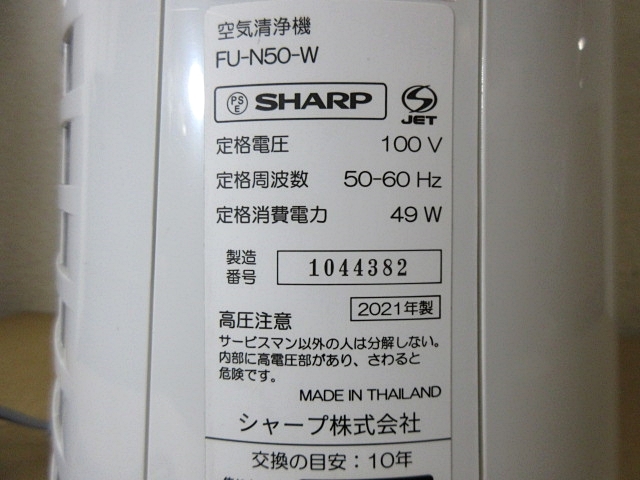 空気清浄機
FU-N50-W
PS
E SHARP
JET
定格電圧 100 V
定格周波数 50-60 Hz
定格消費電力 49 W
製造
番号 1044382
2021年製
高圧注意
サービスマン以外の人は分解しない。
内部に高電圧部があり、さわると
危険です。
MADE IN THAILAND
シャープ株式会社
交換の目安：10年